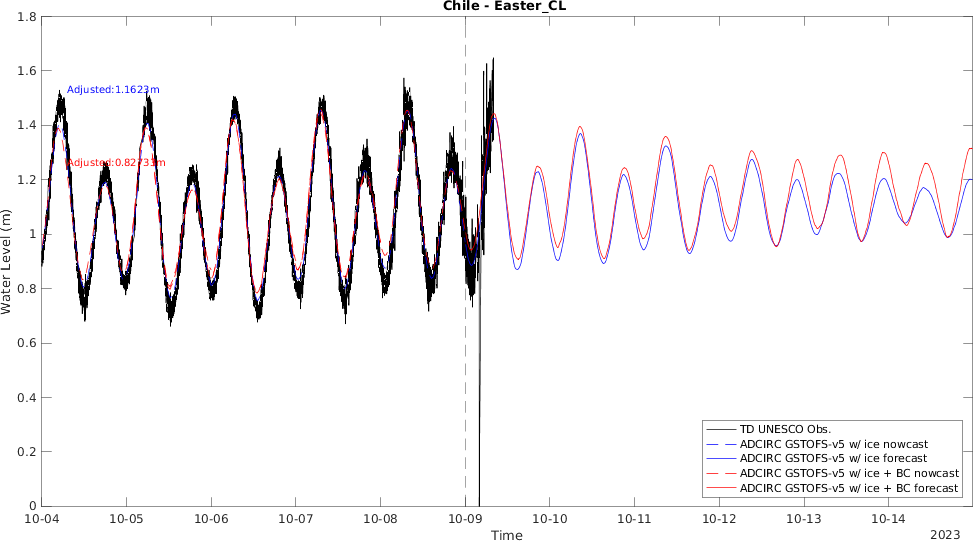 Chile - Easter_CL
1.8
1.6
1.4
1.2
1
0.8
0.6
0.4
0.2
0
Water Level (m)
Adjusted:1.1623m
TD UNESCO Obs.
ADCIRC GSTOFS-v5 w/ ice nowcast
ADCIRC GSTOFS-v5 w/ ice forecast
ADCIRC GSTOFS-v5 w/ ice + BC nowcast
ADCIRC GSTOFS-v5 w/ ice + BC forecast
10-04 10-05 10-06 10-07 10-08 10-09 10-10 10-11 10-12 10-13 10-14
Time
2023